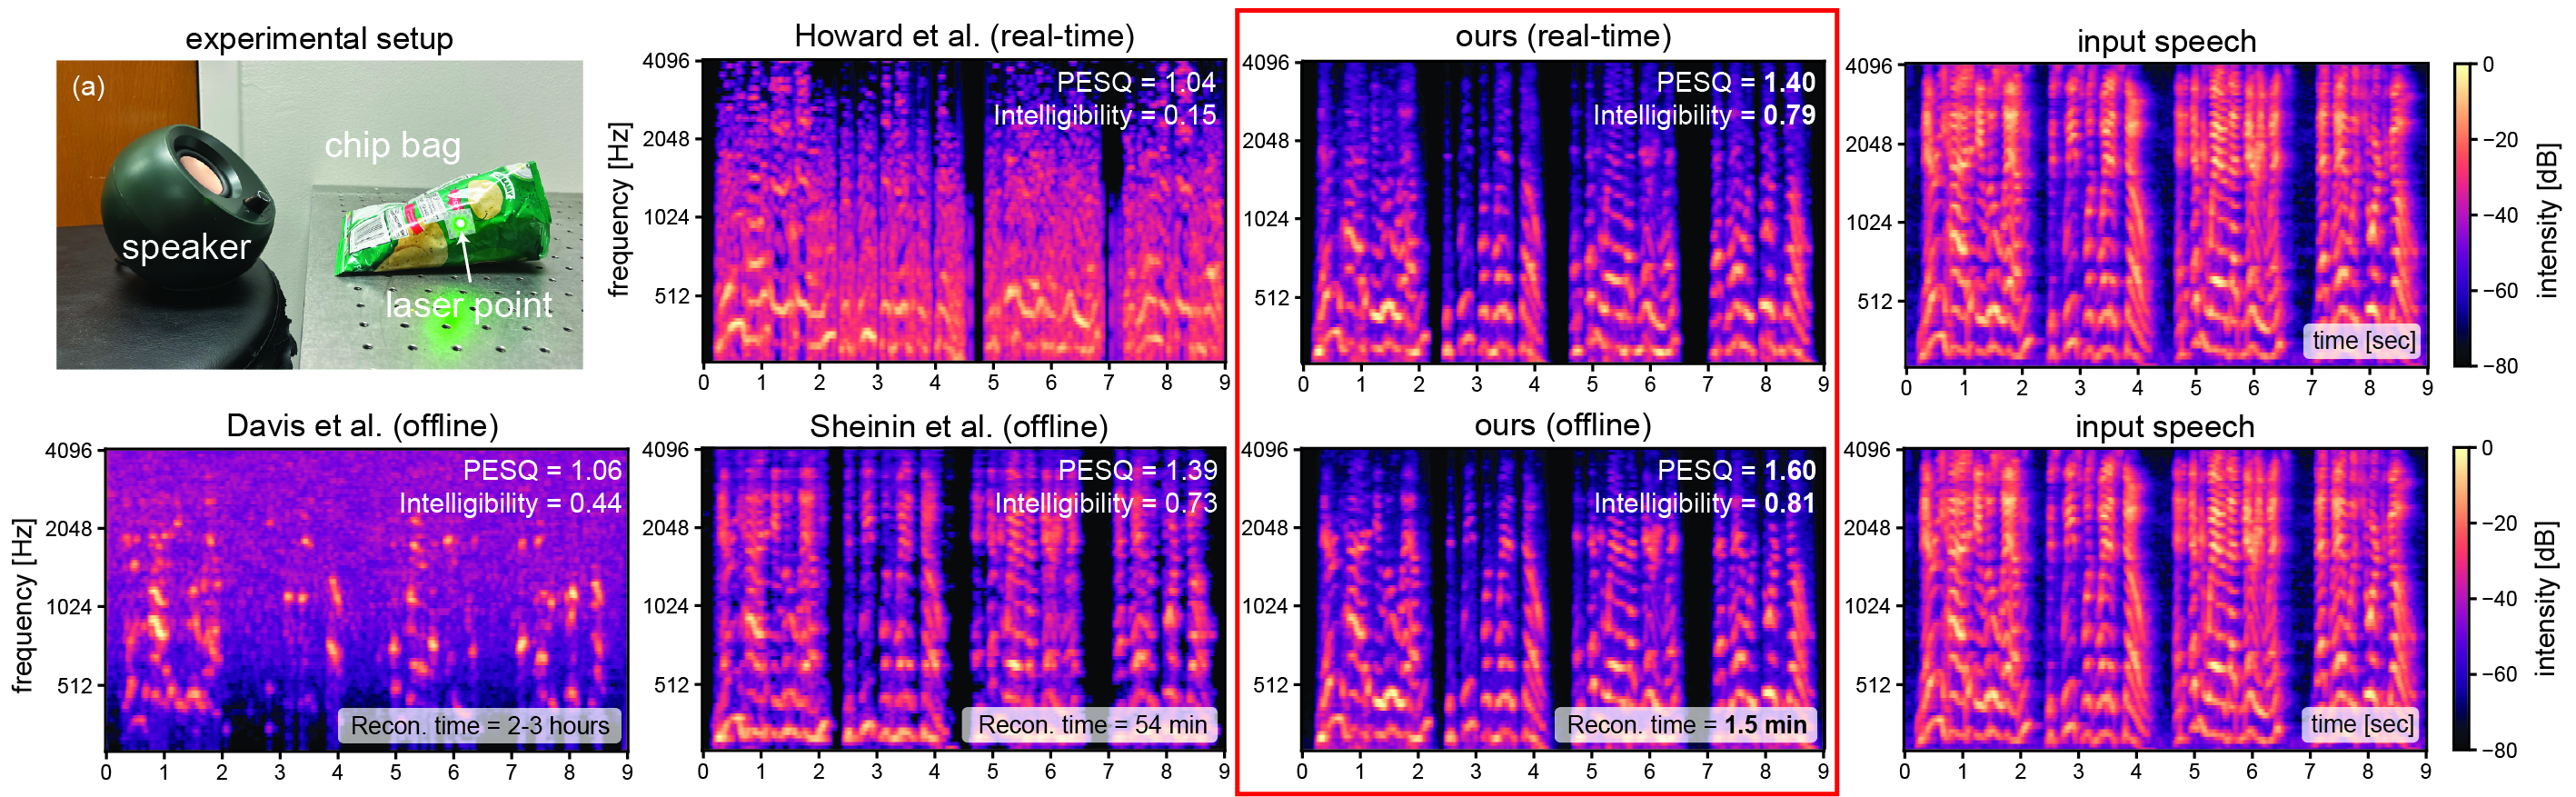 experimental setup
(a)
speaker
chip bag
laser point
Howard et al. (real-time)
PESQ = 1.04
Intelligibility = 0.15
frequency [Hz]
4096
2048
1024
512
0 1 2 3 4 5 6 7 8 9
ours (real-time)
PESQ = 1.40
Intelligibility = 0.79
4096
2048
1024
512
0 1 2 3 4 5 6 7 8 9
input speech
4096
2048
1024
512
time [sec]
0 1 2 3 4 5 6 7 8 9
0
−20
−40
−60
−80
intensity [dB]
Davis et al. (offline)
PESQ = 1.06
Intelligibility = 0.44
frequency [Hz]
4096
2048
1024
512
Recon. time = 2-3 hours
0 1 2 3 4 5 6 7 8 9
Sheinin et al. (offline)
PESQ = 1.39
Intelligibility = 0.73
4096
2048
1024
512
Recon. time = 54 min
0 1 2 3 4 5 6 7 8 9
ours (offline)
PESQ = 1.60
Intelligibility = 0.81
4096
2048
1024
512
Recon. time = 1.5 min
0 1 2 3 4 5 6 7 8 9
input speech
4096
2048
1024
512
time [sec]
0 1 2 3 4 5 6 7 8 9
0
−20
−40
−60
−80
intensity [dB]